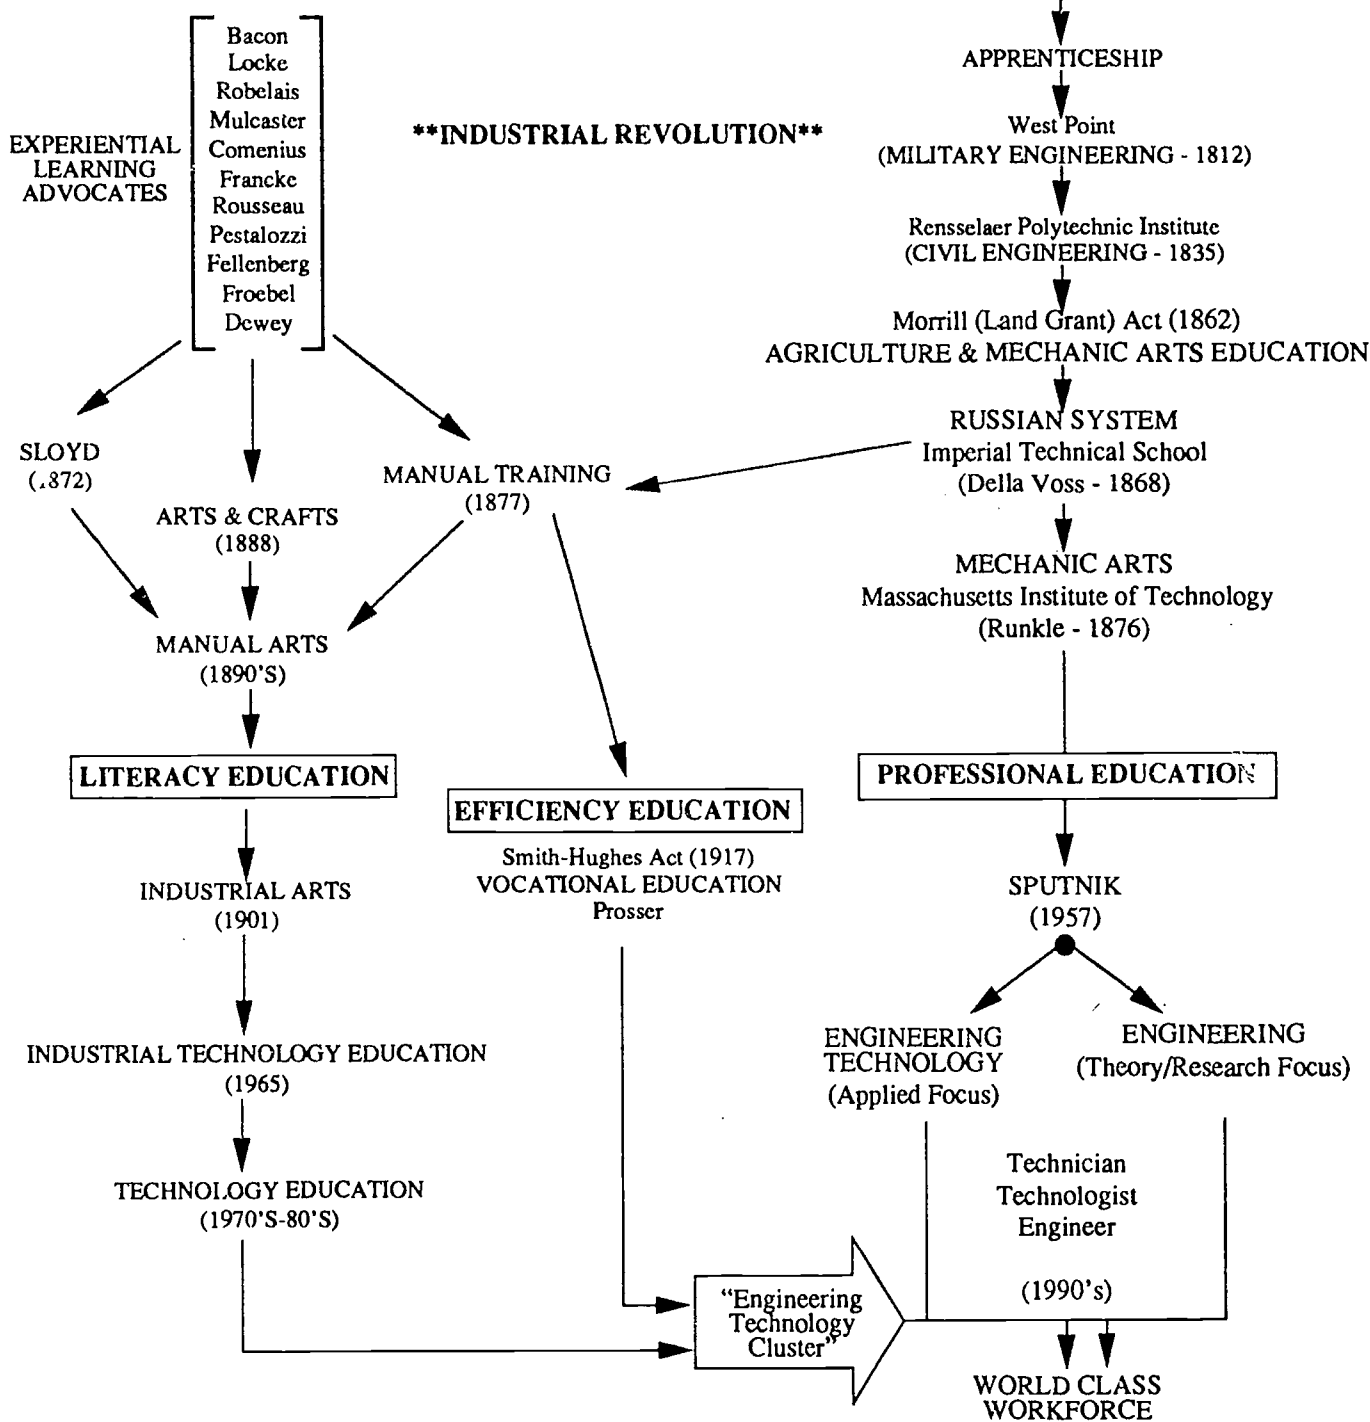 Bacon
Locke
Robelais
Mulcaster
Comenius
Francke
Rousseau
Pestalozzi
Fellenberg
Froebel
Dewey
EXPERIENTIAL
LEARNING
ADVOCATES
**INDUSTRIAL REVOLUTION**
APPRENTICESHIP
West Point
(MILITARY ENGINEERING - 1812)
Rensselaer Polytechnic Institute
(CIVIL ENGINEERING - 1835)
Morrill (Land Grant) Act (1862)
AGRICULTURE & MECHANIC ARTS EDUCATION
RUSSIAN SYSTEM
Imperial Technical School
(Della Voss - 1868)
MECHANIC ARTS
Massachusetts Institute of Technology
(Runkle - 1876)
SLOYD
(1872)
ARTS & CRAFTS
(1888)
MANUAL TRAINING
(1877)
MANUAL ARTS
(1890'S)
LITERACY EDUCATION
EFFICIENCY EDUCATION
Smith-Hughes Act (1917)
VOCATIONAL EDUCATION
Prosser
PROFESSIONAL EDUCATION
INDUSTRIAL ARTS
(1901)
SPUTNIK
(1957)
INDUSTRIAL TECHNOLOGY EDUCATION
(1965)
ENGINEERING
TECHNOLOGY
(Applied Focus)
ENGINEERING
(Theory/Research Focus)
TECHNOLOGY EDUCATION
(1970'S-80'S)
Technician
Technologist
Engineer
(1990's)
"Engineering
Technology
Cluster"
WORLD CLASS
WORKFORCE